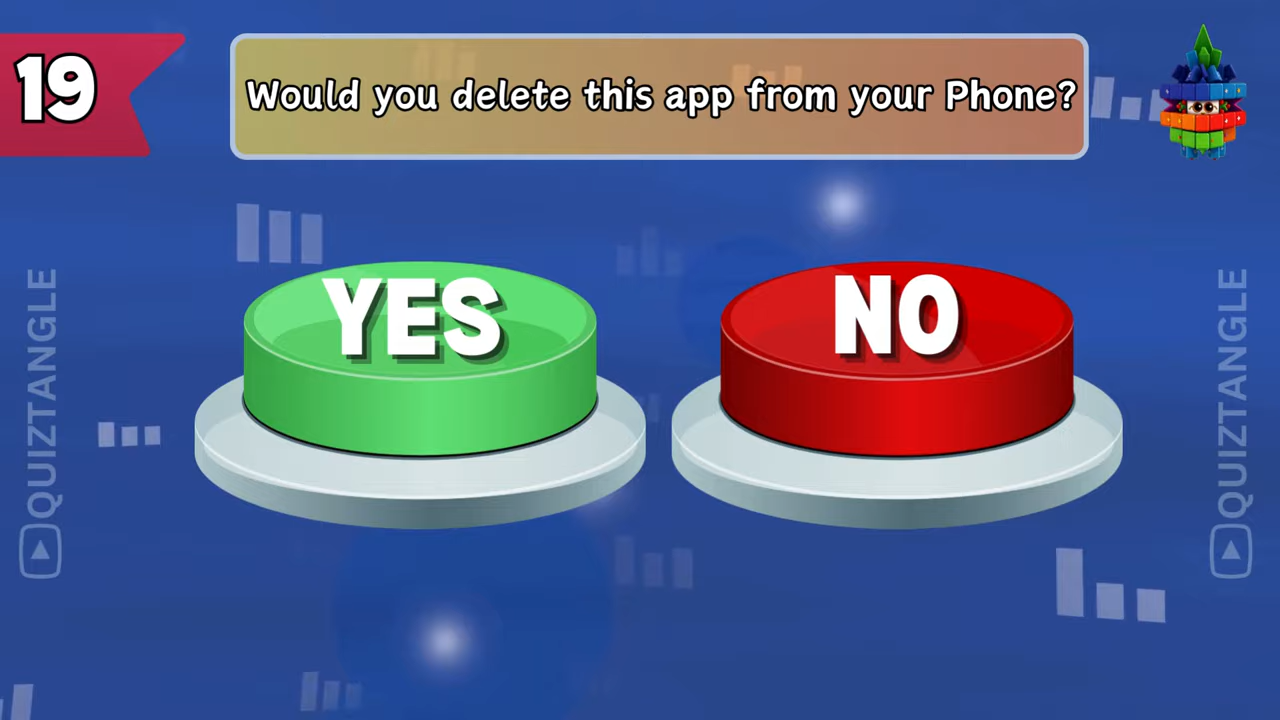 19
Would you delete this app from your Phone?
YES
NO
QUIZTANGLE
QUIZTANGLE